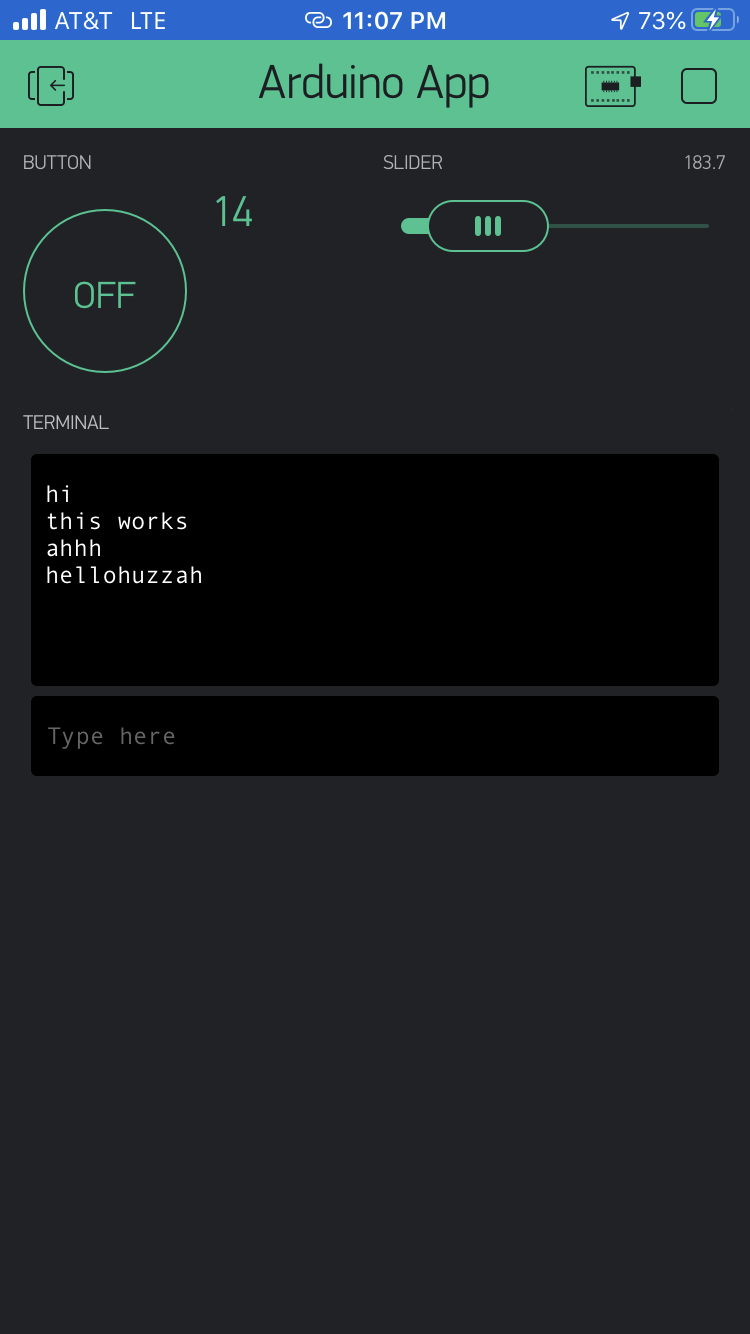 AT&T LTE 11:07 PM 73%
Arduino App
BUTTON
14
OFF
SLIDER 183.7
TERMINAL
hi
this works
ahhh
hellohuzzah
Type here